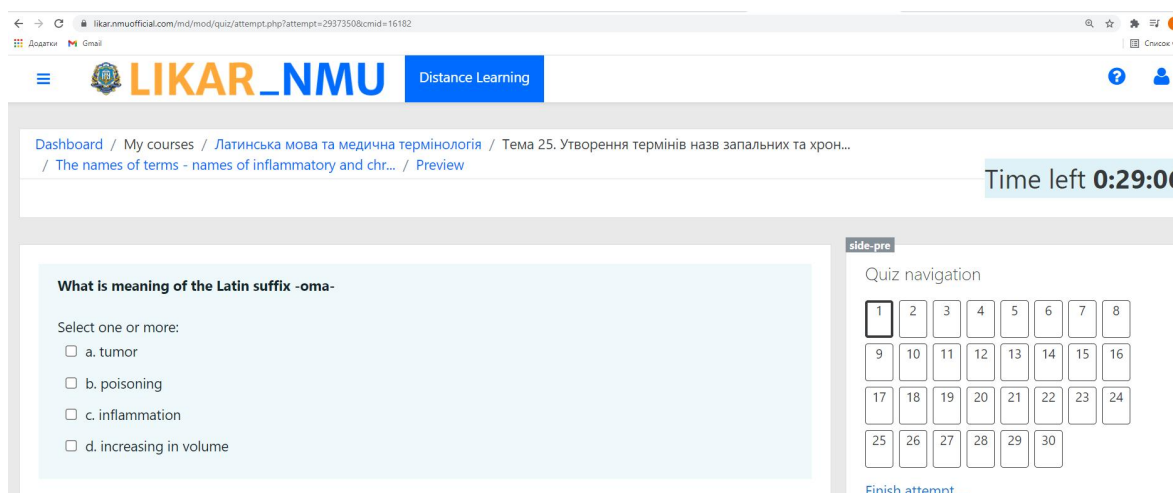 likar.nmuofficial.com/md/mod/quiz/attempt.php?attempt=2937350&cmid=16182
Додатки Gmail Список
LIKAR_NMU Distance Learning
Dashboard / My courses / Латинська мова та медична термінологія / Тема 25. Утворення термінів назв запальних та хрон...
/ The names of terms - names of inflammatory and chr... / Preview
Time left 0:29:06
What is meaning of the Latin suffix -oma-
Select one or more:
a. tumor
b. poisoning
c. inflammation
d. increasing in volume
side-pre
Quiz navigation
1 2 3 4 5 6 7 8
9 10 11 12 13 14 15 16
17 18 19 20 21 22 23 24
25 26 27 28 29 30
Finish attempt